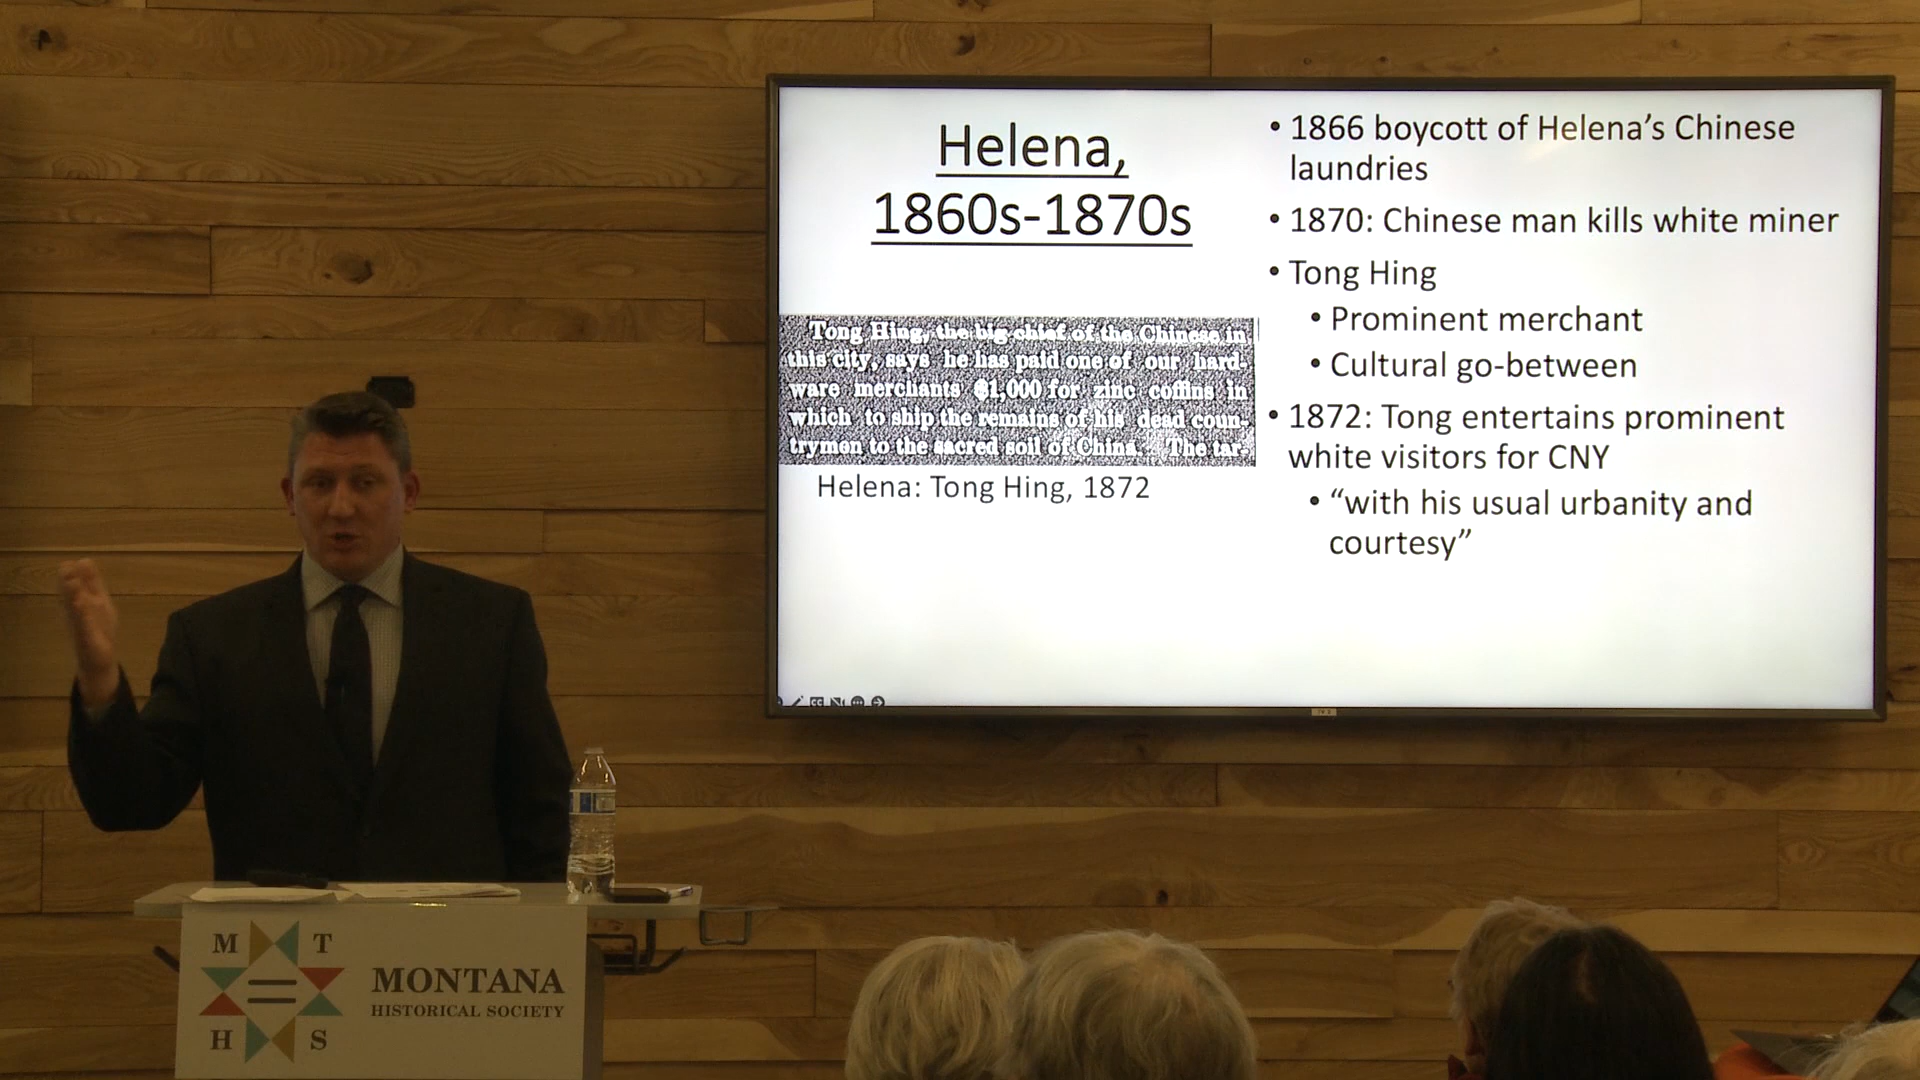 Helena,
1860s-1870s
Tong Hing, the big chief of the Chinese in
this city, says he has paid one of our hard-
ware merchants $1,000 for zinc coffins in
which to ship the remains of his dead coun-
trymen to the sacred soil of China. The tar-
Helena: Tong Hing, 1872
• 1866 boycott of Helena’s Chinese
laundries
• 1870: Chinese man kills white miner
• Tong Hing
• Prominent merchant
• Cultural go-between
• 1872: Tong entertains prominent
white visitors for CNY
• “with his usual urbanity and
courtesy”
M T
H S
MONTANA
HISTORICAL SOCIETY